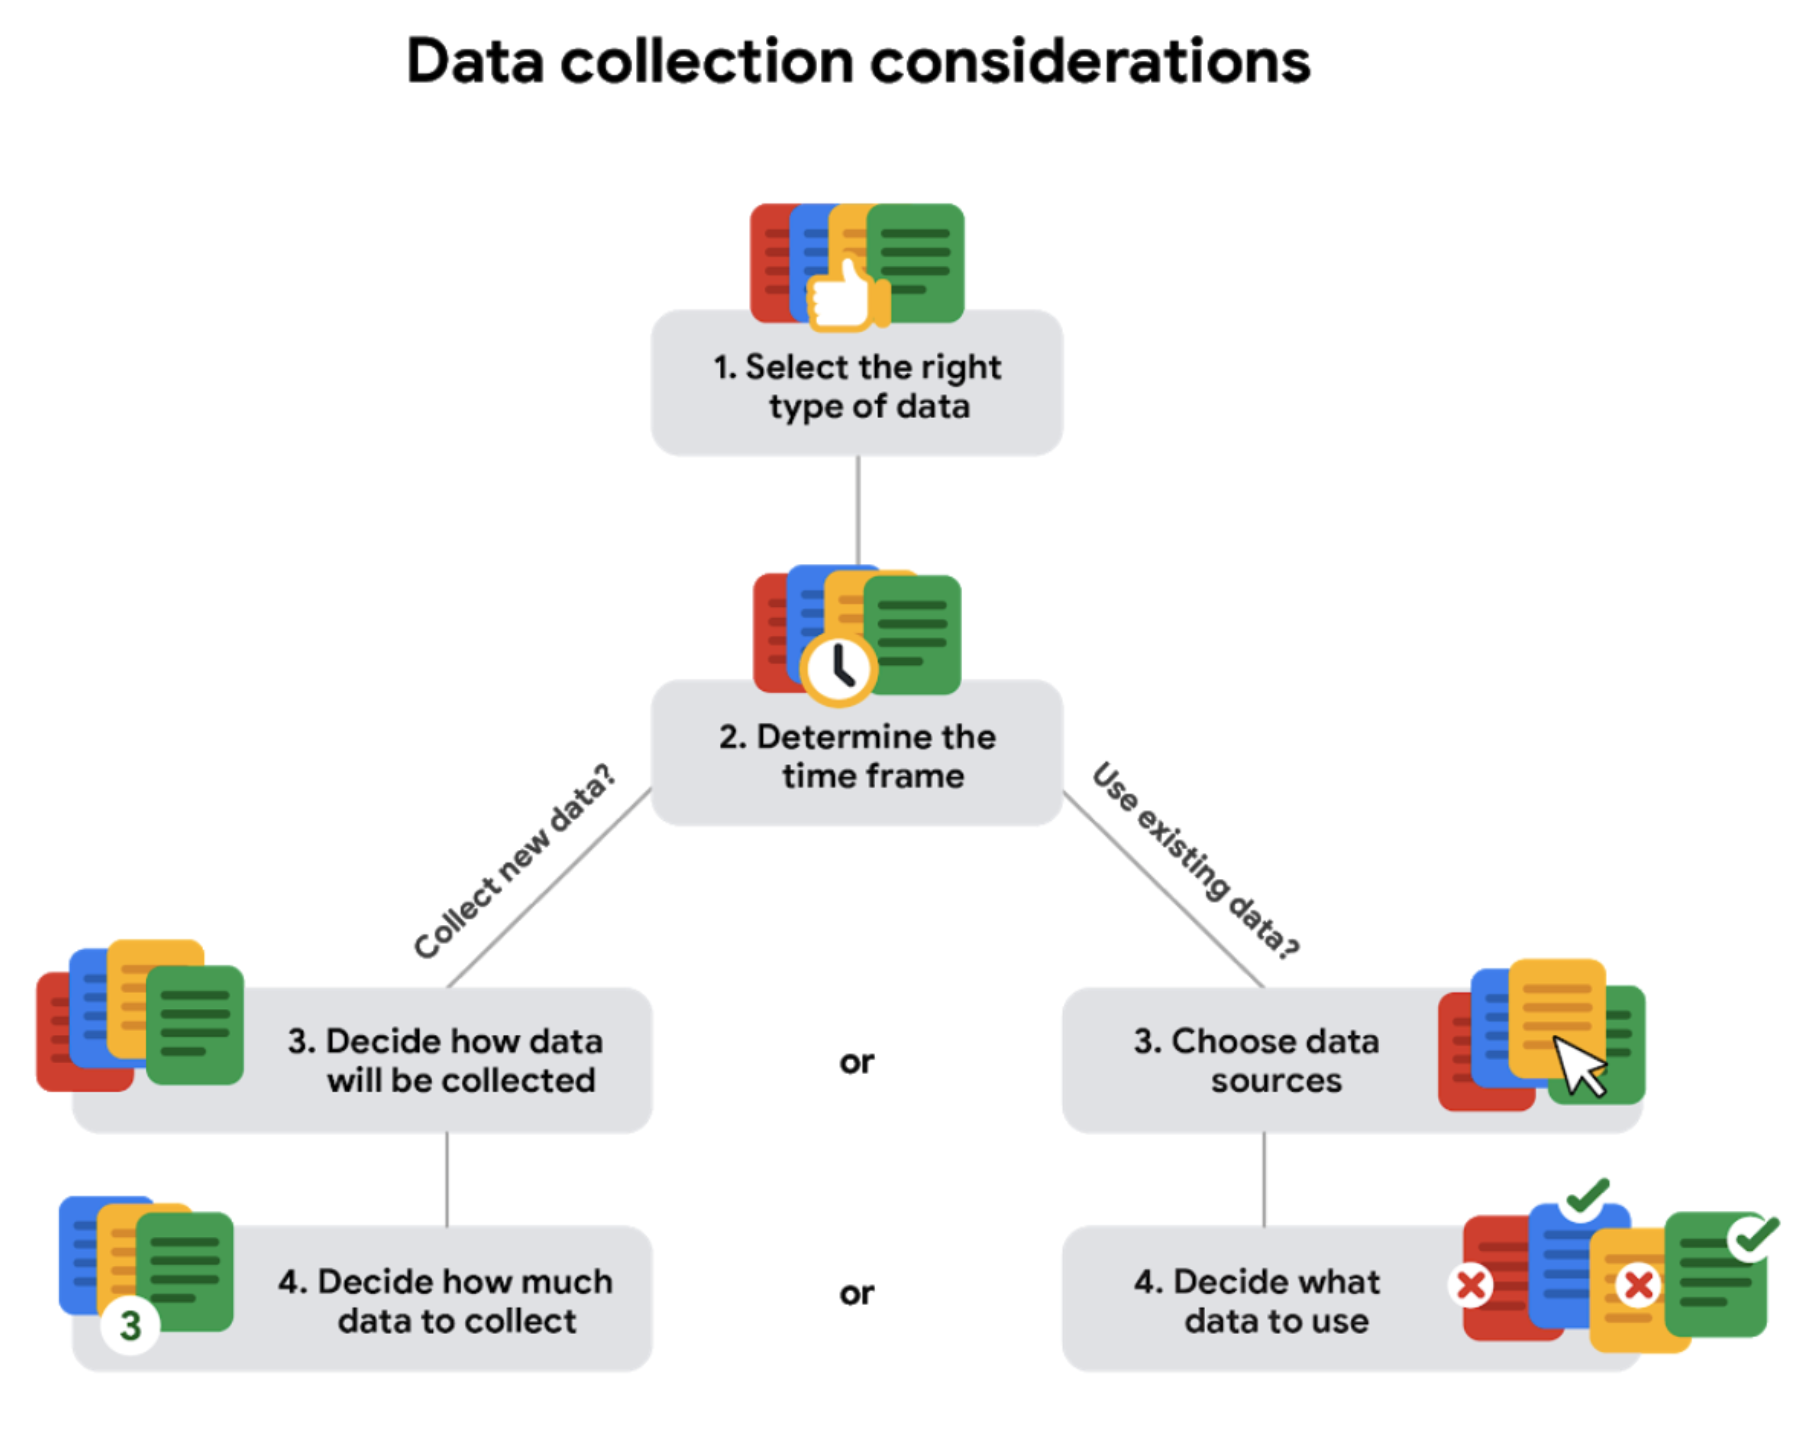 Data collection considerations
1. Select the right
type of data
2. Determine the
time frame
Collect new data?
Use existing data?
3. Decide how data
will be collected
or
3. Choose data
sources
3
4. Decide how much
data to collect
or
4. Decide what
data to use